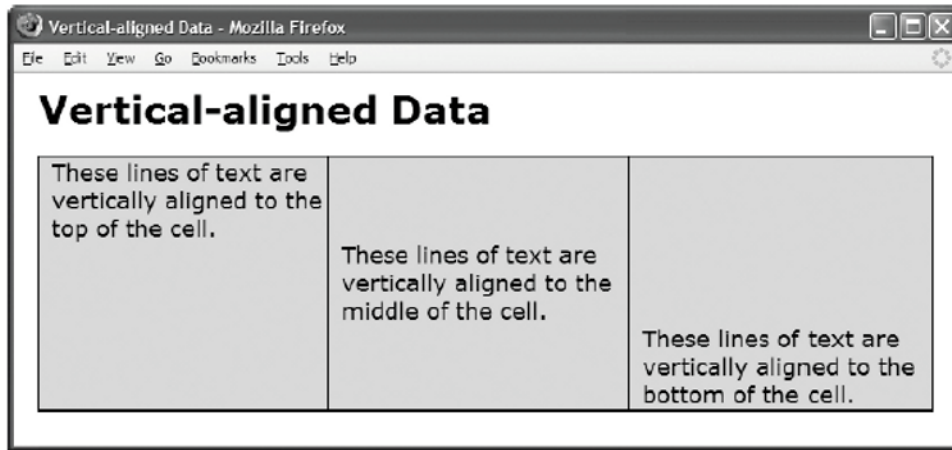 Vertical-aligned Data - Mozilla Firefox
File Edit View Go Bookmarks Tools Help
Vertical-aligned Data
These lines of text are
vertically aligned to the
top of the cell.
These lines of text are
vertically aligned to the
middle of the cell.
These lines of text are
vertically aligned to the
bottom of the cell.